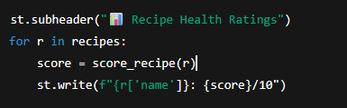 st.subheader("📊 Recipe Health Ratings")
for r in recipes:
    score = score_recipe(r)
    st.write(f"{r['name']}: {score}/10")